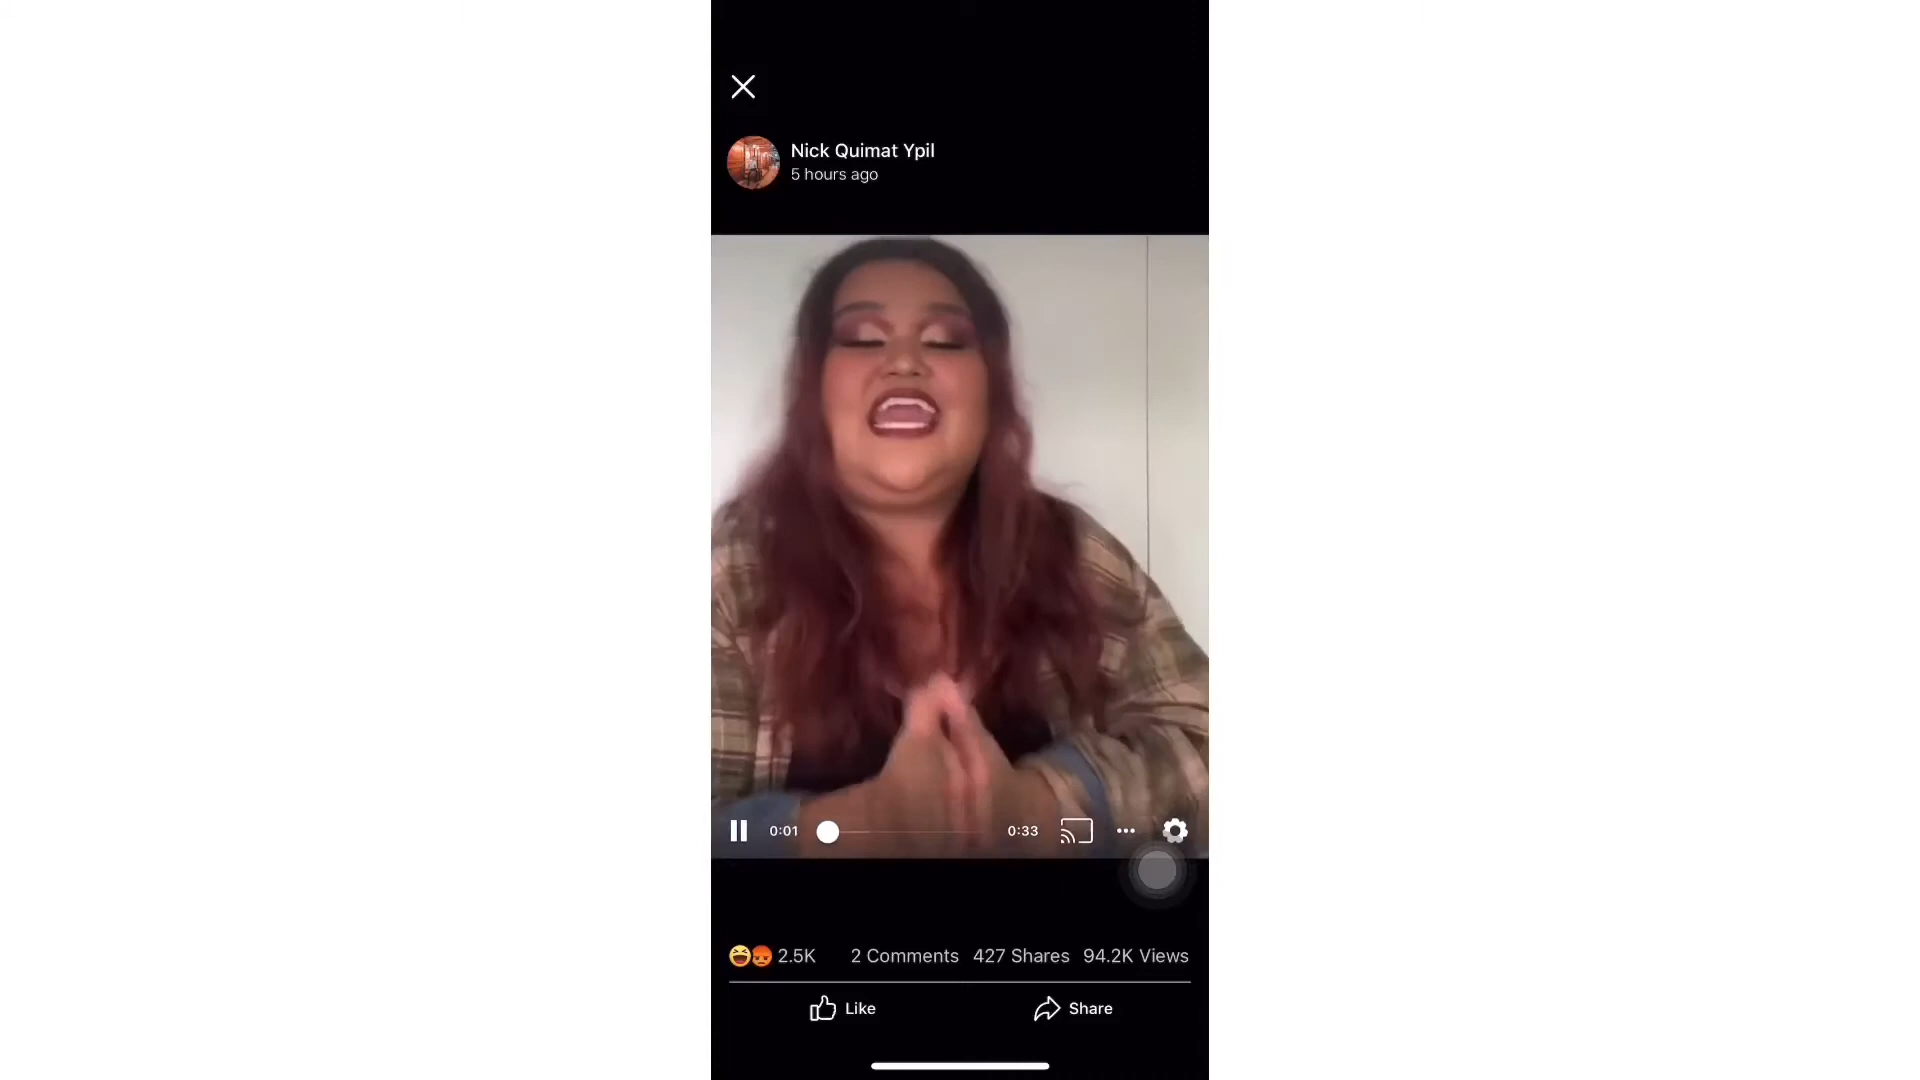 Nick Quimat Ypil
5 hours ago
0:01
0:33
2.5K 2 Comments 427 Shares 94.2K Views
Like
Share